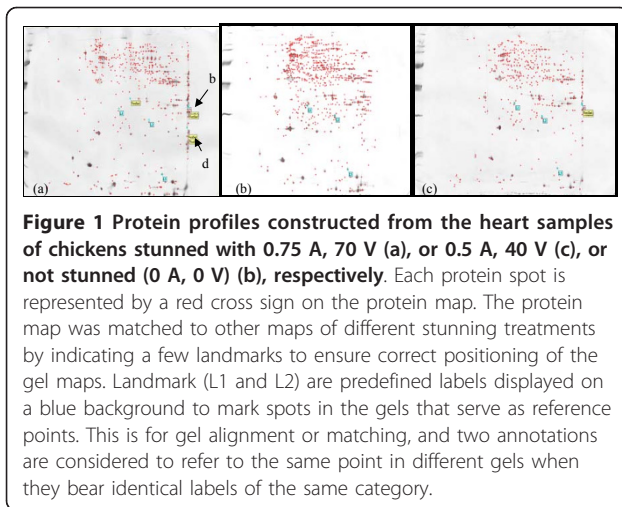 b
d
(a)
(b)
(c)
Figure 1 Protein profiles constructed from the heart samples
of chickens stunned with 0.75 A, 70 V (a), or 0.5 A, 40 V (c), or
not stunned (0 A, 0 V) (b), respectively. Each protein spot is
represented by a red cross sign on the protein map. The protein
map was matched to other maps of different stunning treatments
by indicating a few landmarks to ensure correct positioning of the
gel maps. Landmark (L1 and L2) are predefined labels displayed on
a blue background to mark spots in the gels that serve as reference
points. This is for gel alignment or matching, and two annotations
are considered to refer to the same point in different gels when
they bear identical labels of the same category.